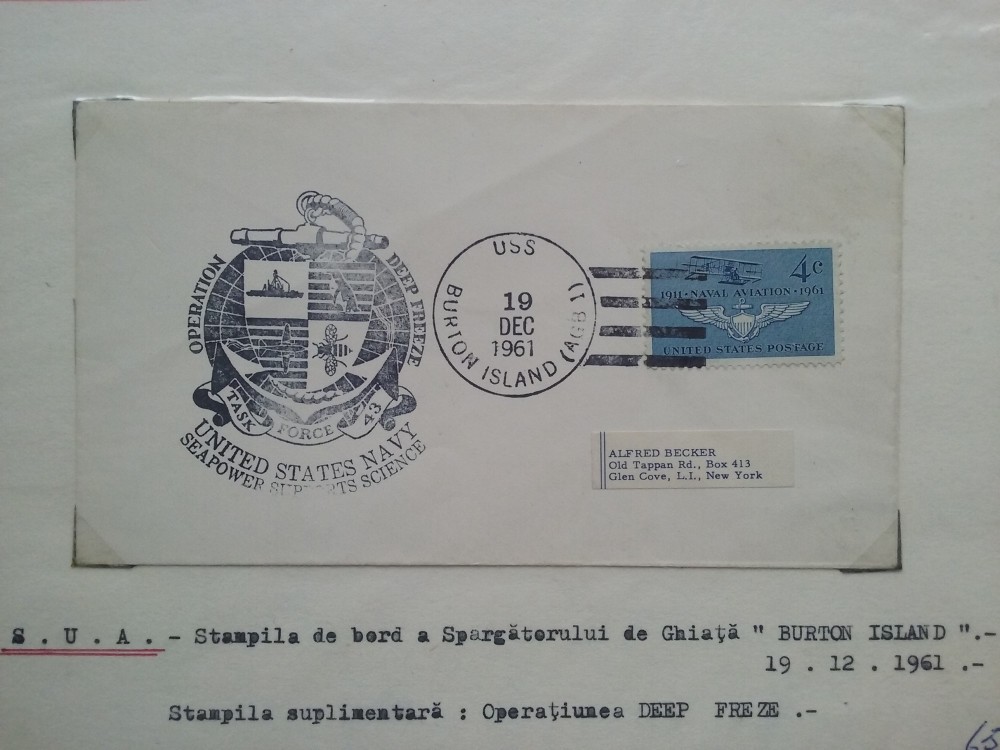 OPERATION DEEP FREEZE
TASK FORCE 43
UNITED STATES NAVY
SEAPOWER SUPPORTS SCIENCE
USS
BURTON ISLAND (AGB 1)
19
DEC
1961
4c
1911·NAVAL AVIATION·1961
UNITED STATES POSTAGE
ALFRED BECKER
Old Tappan Rd., Box 413
Glen Cove, L.I., New York
S . U . A . - Stampila de bord a Spargătorului de Ghiaţă " BURTON ISLAND ".-
19 . 12 . 1961 .-
Stampila suplimentară : Operaţiunea DEEP FREZE .-